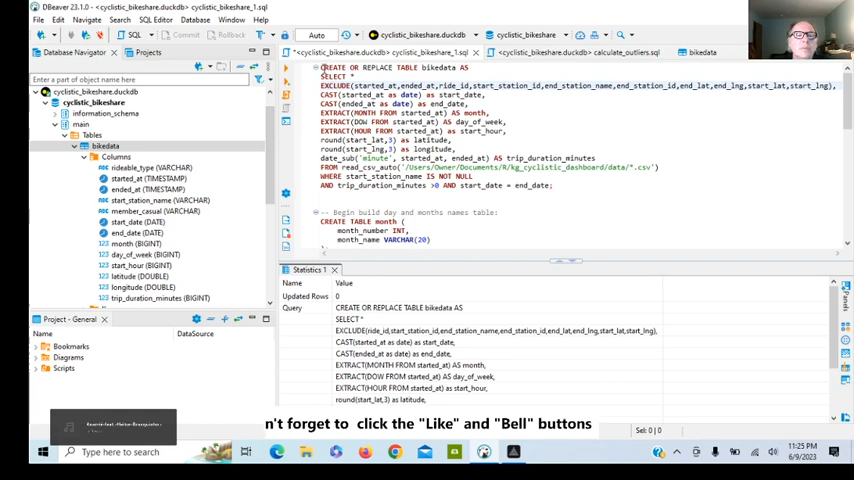 DBeaver 23.1.0 - <cyclistic_bikeshare.duckdb> cyclistic_bikeshare_1.sql
File Edit Navigate Search SQL Editor Database Window Help
SQL Commit Rollback Auto <cyclistic_bikeshare.duckdb> cyclistic_bikeshare
Database Navigator Projects
*<cyclistic_bikeshare.duckdb> cyclistic_bikeshare_1.sql
<cyclistic_bikeshare.duckdb> calculate_outliers.sql
bikedata
Enter a part of object name here
cyclistic_bikeshare.duckdb
cyclistic_bikeshare
information_schema
main
Tables
bikedata
Columns
rideable_type (VARCHAR)
started_at (TIMESTAMP)
ended_at (TIMESTAMP)
start_station_name (VARCHAR)
member_casual (VARCHAR)
start_date (DATE)
end_date (DATE)
123 month (BIGINT)
123 day_of_week (BIGINT)
123 start_hour (BIGINT)
123 latitude (DOUBLE)
123 longitude (DOUBLE)
123 trip_duration_minutes (BIGINT)
CREATE OR REPLACE TABLE bikedata AS
SELECT *
EXCLUDE(started_at,ended_at,ride_id,start_station_id,end_station_name,end_station_id,end_lat,end_lng,start_lat,start_lng),
CAST(started_at as date) as start_date,
CAST(ended_at as date) as end_date,
EXTRACT(MONTH FROM started_at) AS month,
EXTRACT(DOW FROM started_at) AS day_of_week,
EXTRACT(HOUR FROM started_at) as start_hour,
round(start_lat,3) as latitude,
round(start_lng,3) as longitude,
date_sub('minute', started_at, ended_at) AS trip_duration_minutes
FROM read_csv_auto('/Users/Owner/Documents/R/kg_cyclistic_dashboard/data/*.csv')
WHERE start_station_name IS NOT NULL
AND trip_duration_minutes >0 AND start_date = end_date;
-- Begin build day and months names table:
CREATE TABLE month (
month_number INT,
month_name VARCHAR(20)
Statistics 1
Name Value
Updated Rows 0
Query CREATE OR REPLACE TABLE bikedata AS
SELECT *
EXCLUDE(ride_id,start_station_id,end_station_name,end_station_id,end_lat,end_lng,start_lat,start_lng),
CAST(started_at as date) as start_date,
CAST(ended_at as date) as end_date,
EXTRACT(MONTH FROM started_at) AS month,
EXTRACT(DOW FROM started_at) AS day_of_week,
EXTRACT(HOUR FROM started_at) as start_hour,
round(start_lat,3) as latitude,
Panels
Project - General
Name DataSource
Bookmarks
Diagrams
Scripts
n't forget to click the "Like" and "Bell" buttons
Sel: 0 | 0
Type here to search
11:25 PM
6/9/2023